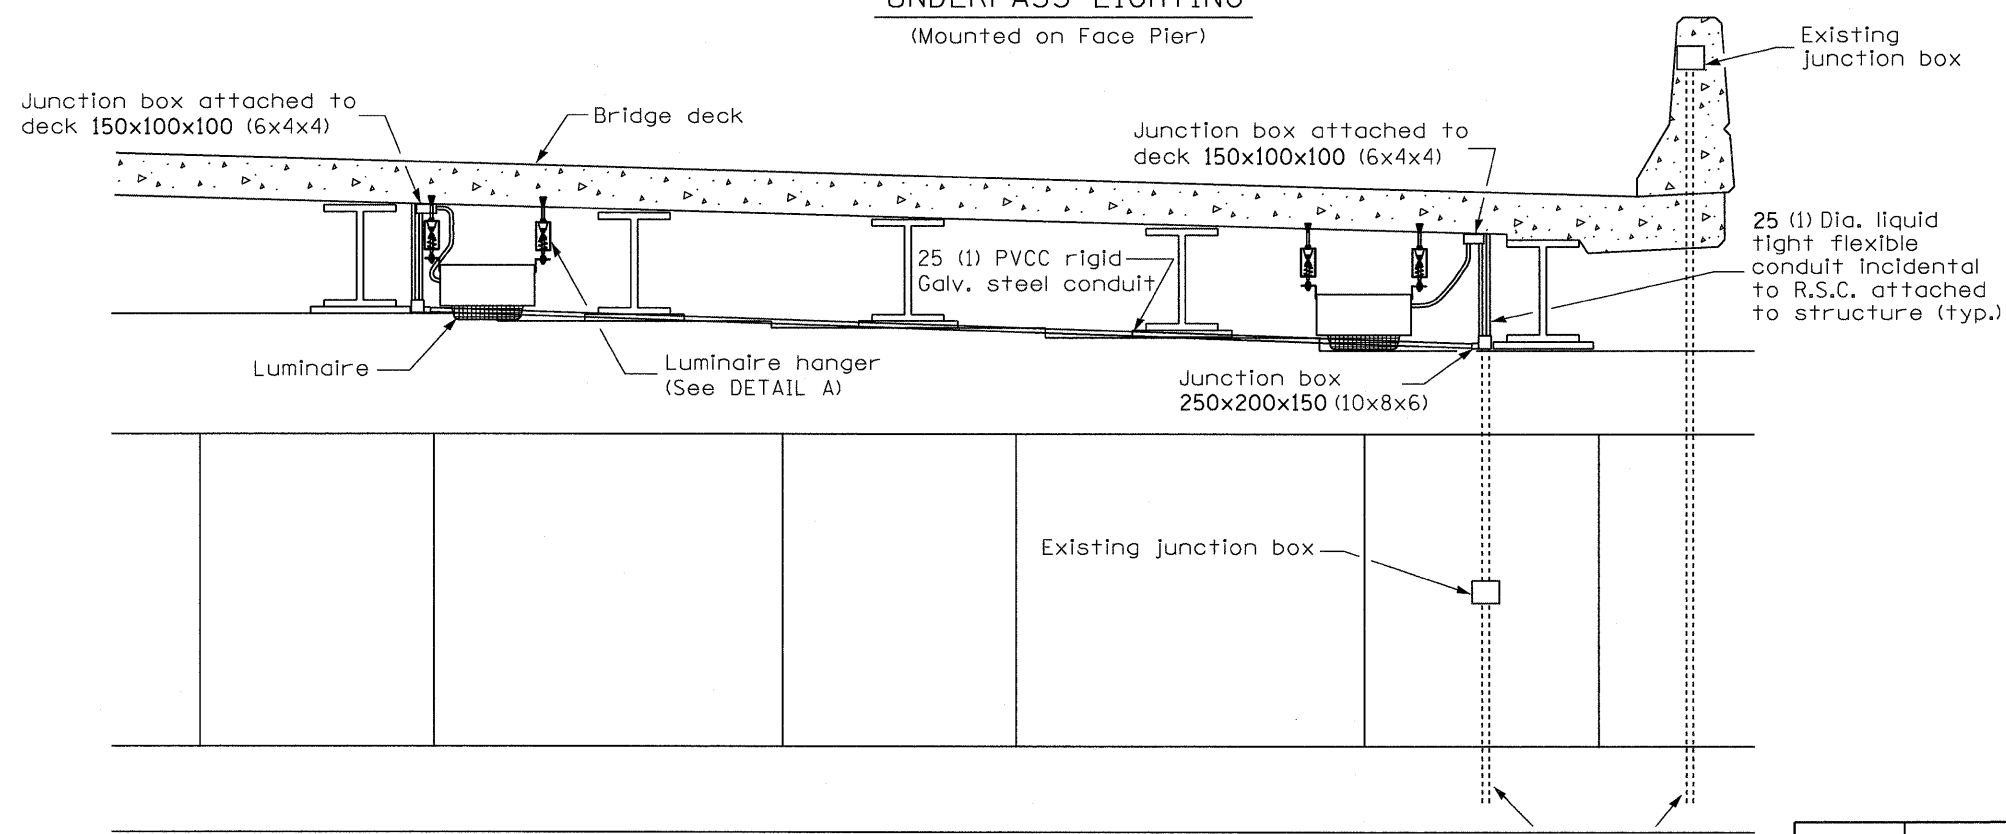 UNDERPASS LIGHTING
(Mounted on Face Pier)
Existing
junction box
Junction box attached to
deck 150x100x100 (6x4x4)
Bridge deck
Junction box attached to
deck 150x100x100 (6x4x4)
25 (1) Dia. liquid
tight flexible
conduit incidental
to R.S.C. attached
to structure (typ.)
25 (1) PVCC rigid
Galv. steel conduit
Luminaire
Luminaire hanger
(See DETAIL A)
Junction box
250x200x150 (10x8x6)
Existing junction box